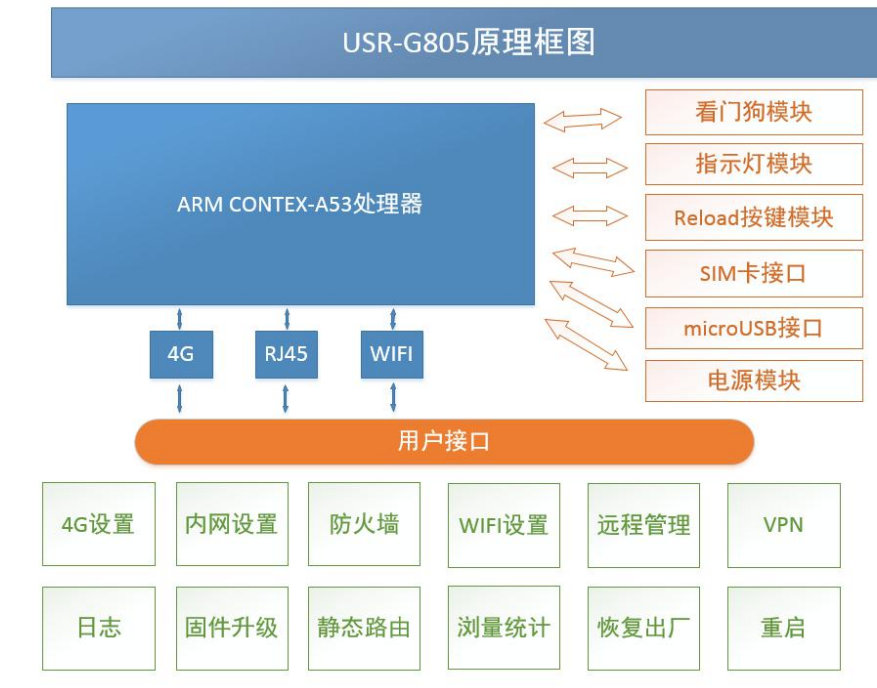 USR-G805原理框图
ARM CONTEX-A53处理器
看门狗模块
指示灯模块
Reload按键模块
SIM卡接口
microUSB接口
电源模块
4G
RJ45
WIFI
用户接口
4G设置
内网设置
防火墙
WIFI设置
远程管理
VPN
日志
固件升级
静态路由
浏量统计
恢复出厂
重启